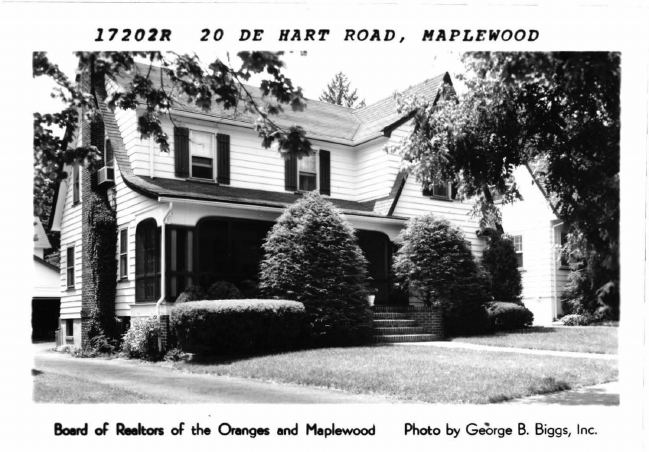 17202R 20 DE HART ROAD, MAPLEWOOD
Board of Realtors of the Oranges and Maplewood Photo by George B. Biggs, Inc.